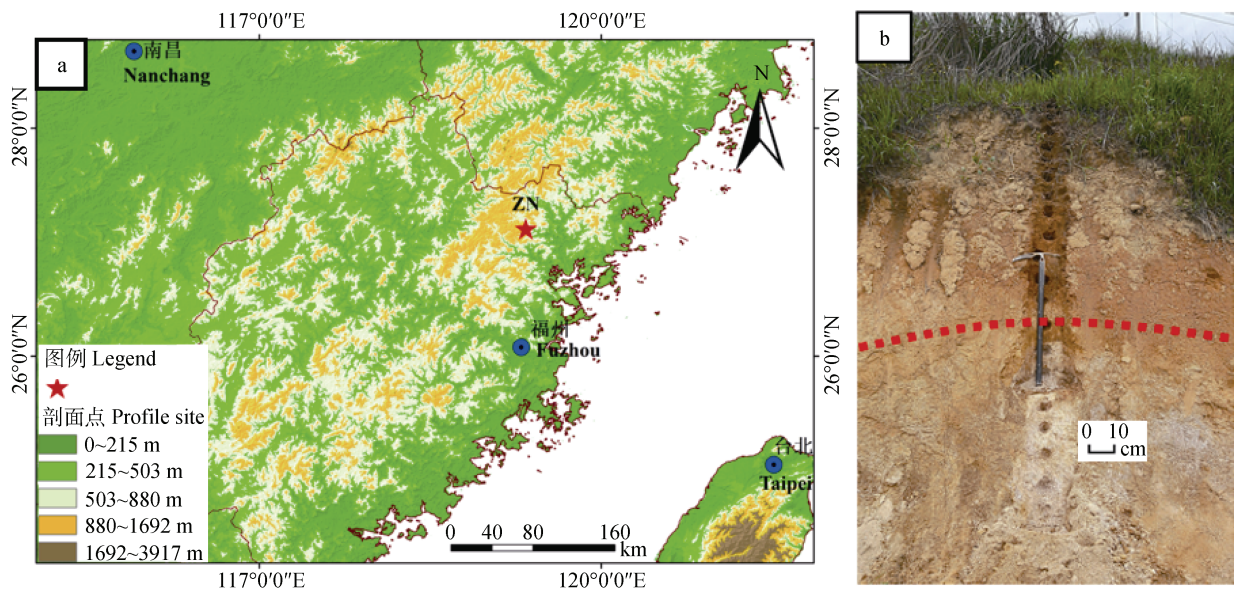 117°0′0″E
120°0′0″E
a
南昌
Nanchang
N
28°0′0″N
28°0′0″N
ZN
福州
Fuzhou
26°0′0″N
26°0′0″N
图例 Legend
剖面点 Profile site
0~215 m
215~503 m
503~880 m
880~1692 m
1692~3917 m
台北
Taipei
0 40 80 160
km
117°0′0″E
120°0′0″E
b
0 10
cm